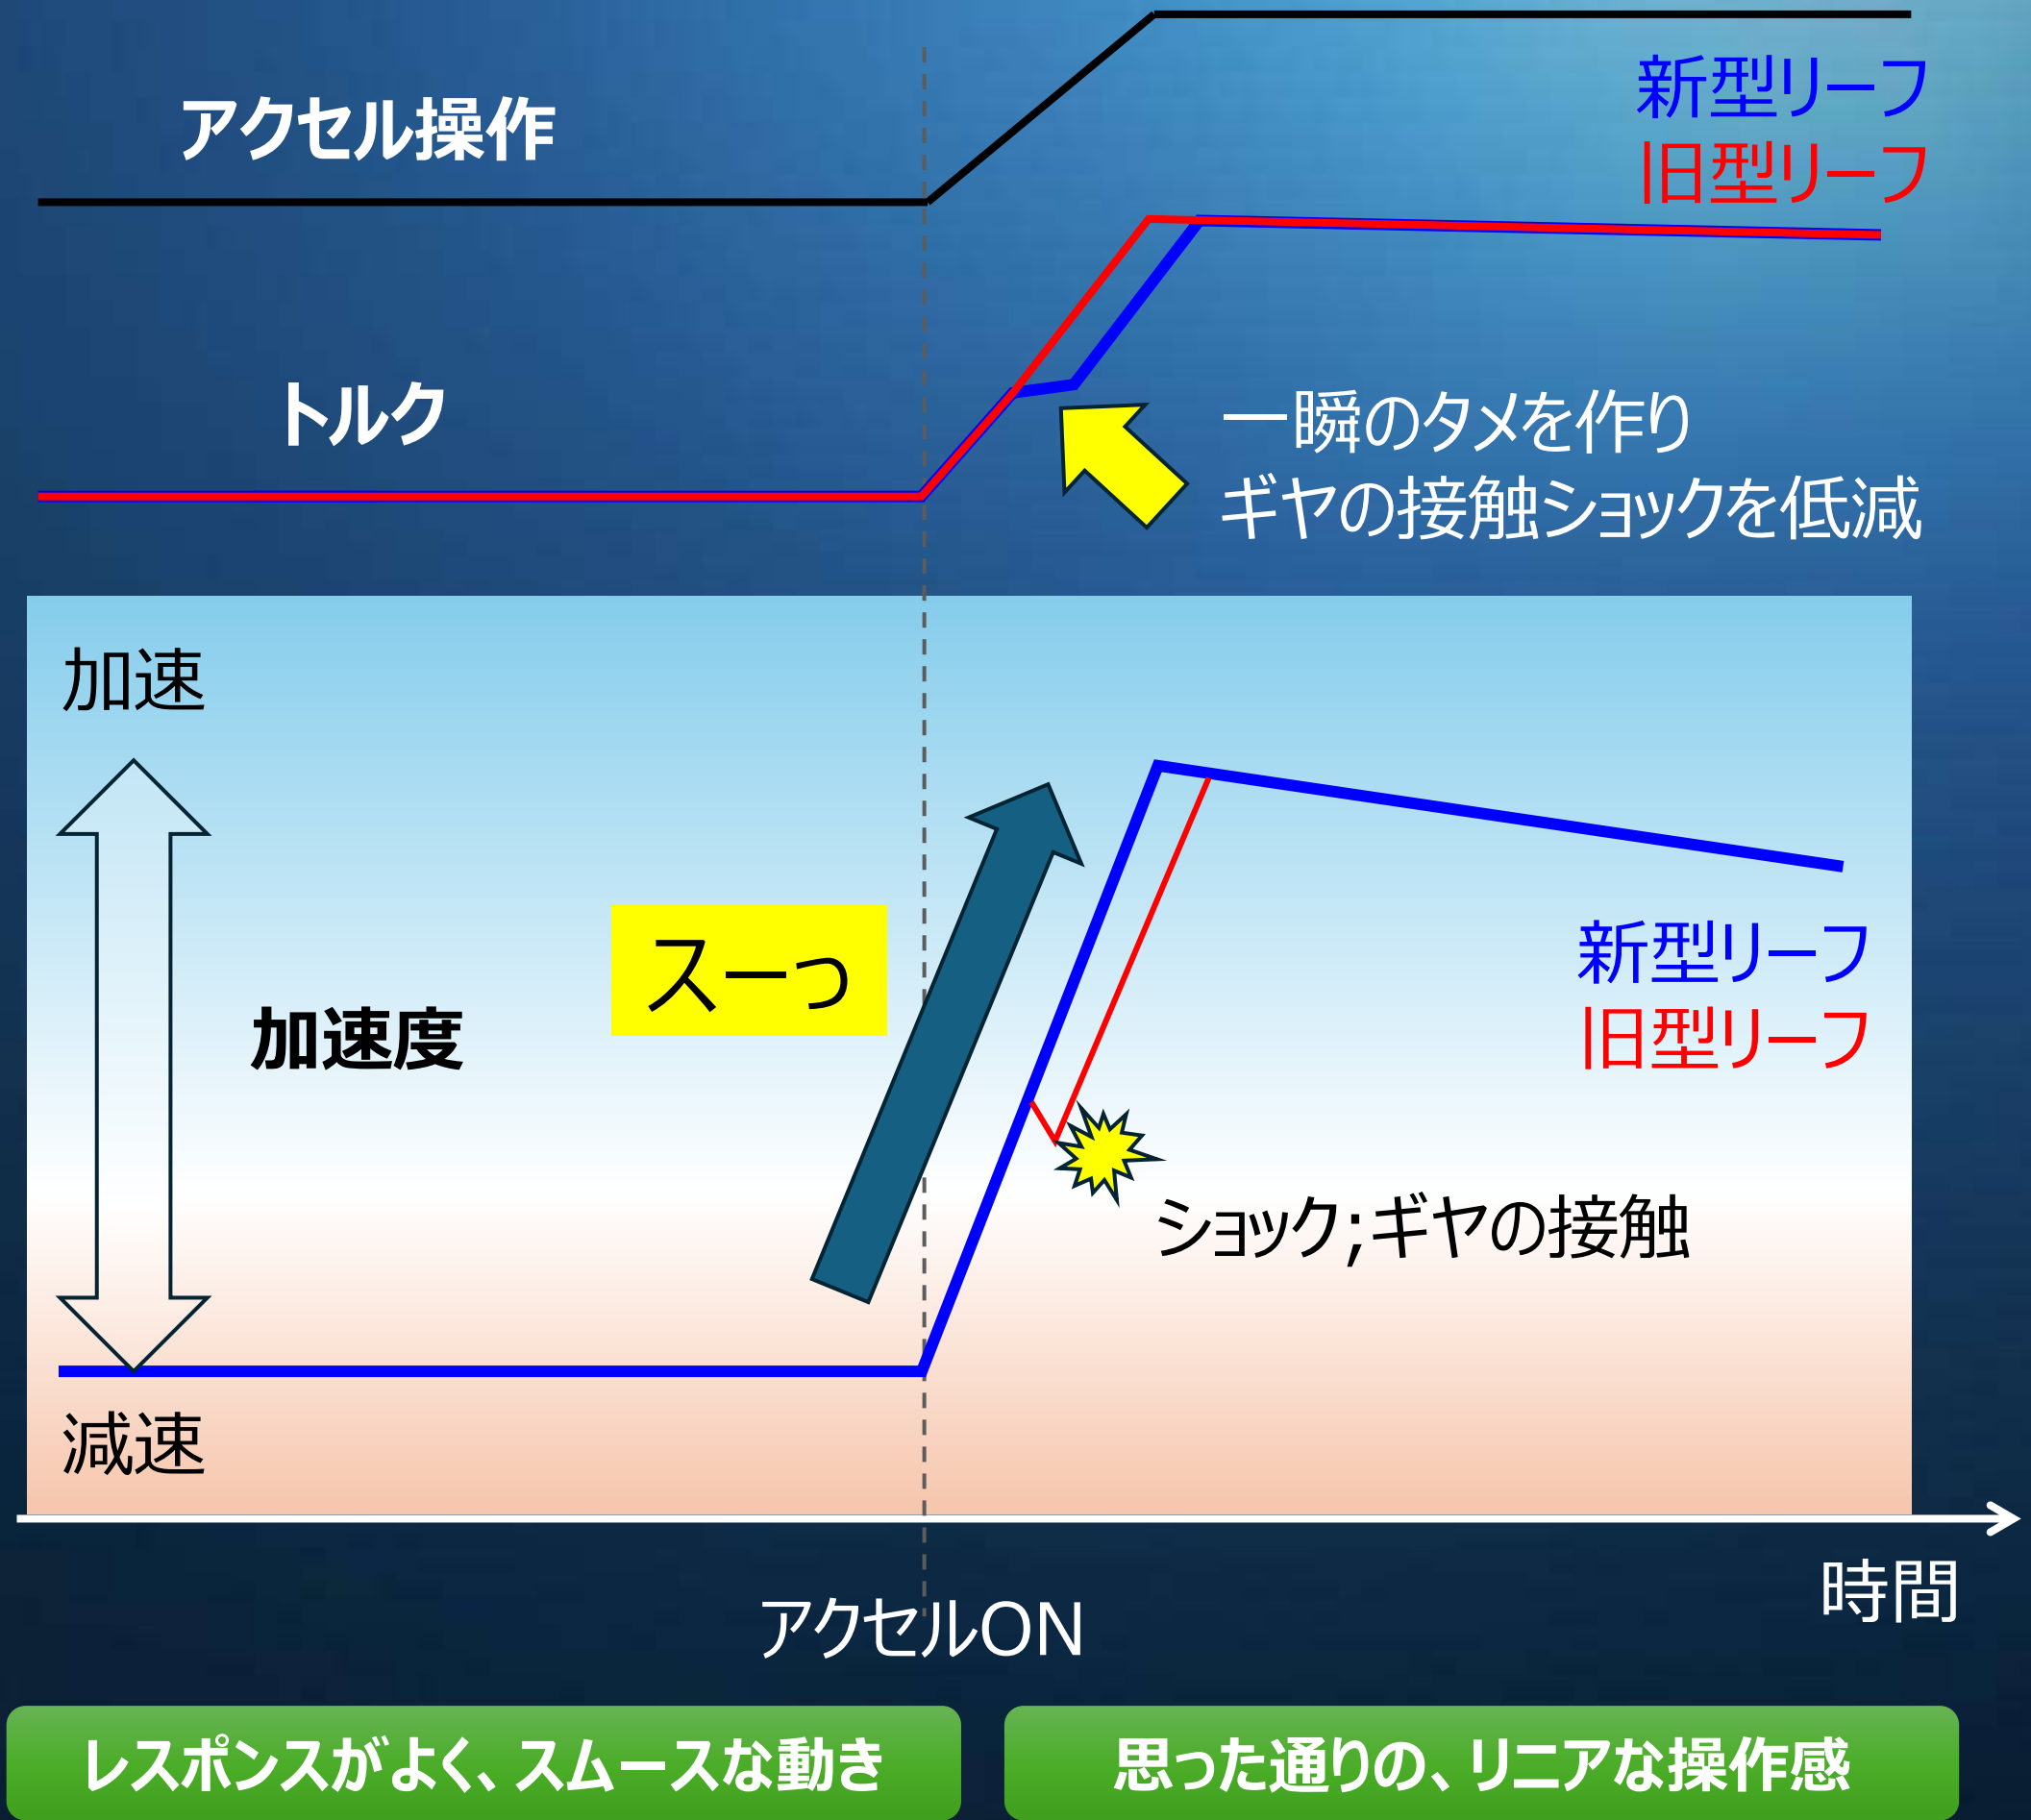 新型リーフ
旧型リーフ
アクセル操作
トルク
一瞬のタメを作り
ギヤの接触ショックを低減
加速
スーっ
新型リーフ
旧型リーフ
加速度
ショック;ギヤの接触
減速
時間
アクセルON
レスポンスがよく、スムースな動き
思った通りの、リニアな操作感